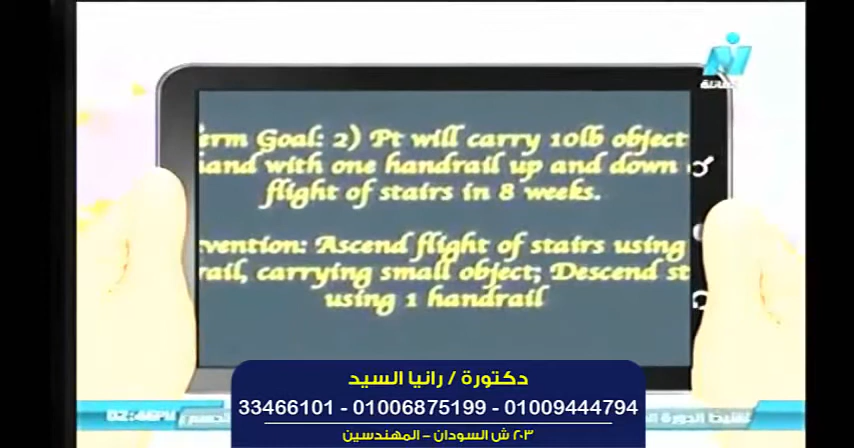 erm Goal: 2) Pt will carry 10lb object
hand with one handrail up and down
flight of stairs in 8 weeks.
vention: Ascend flight of stairs using
rail, carrying small object; Descend st
using 1 handrail
دكتورة / رانيا السيد
33466101 - 01006875199 - 01009444794
٢٠٣ ش السودان - المهندسين
02:46PM